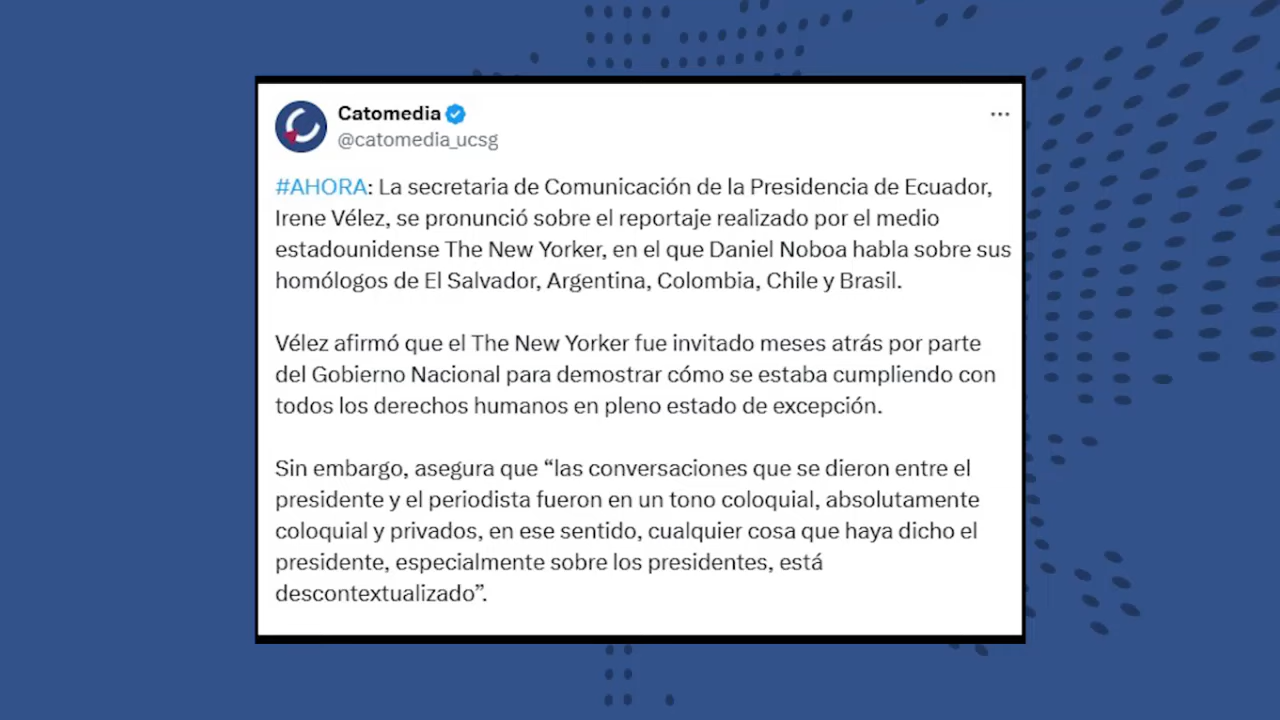 Catomedia
@catomedia_ucsg
#AHORA: La secretaria de Comunicación de la Presidencia de Ecuador,
Irene Vélez, se pronunció sobre el reportaje realizado por el medio
estadounidense The New Yorker, en el que Daniel Noboa habla sobre sus
homólogos de El Salvador, Argentina, Colombia, Chile y Brasil.
Vélez afirmó que el The New Yorker fue invitado meses atrás por parte
del Gobierno Nacional para demostrar cómo se estaba cumpliendo con
todos los derechos humanos en pleno estado de excepción.
Sin embargo, asegura que “las conversaciones que se dieron entre el
presidente y el periodista fueron en un tono coloquial, absolutamente
coloquial y privados, en ese sentido, cualquier cosa que haya dicho el
presidente, especialmente sobre los presidentes, está
descontextualizado”.